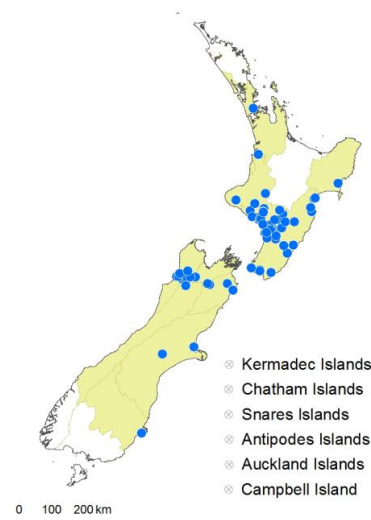 Kermadec Islands
Chatham Islands
Snares Islands
Antipodes Islands
Auckland Islands
Campbell Island
0 100 200 km